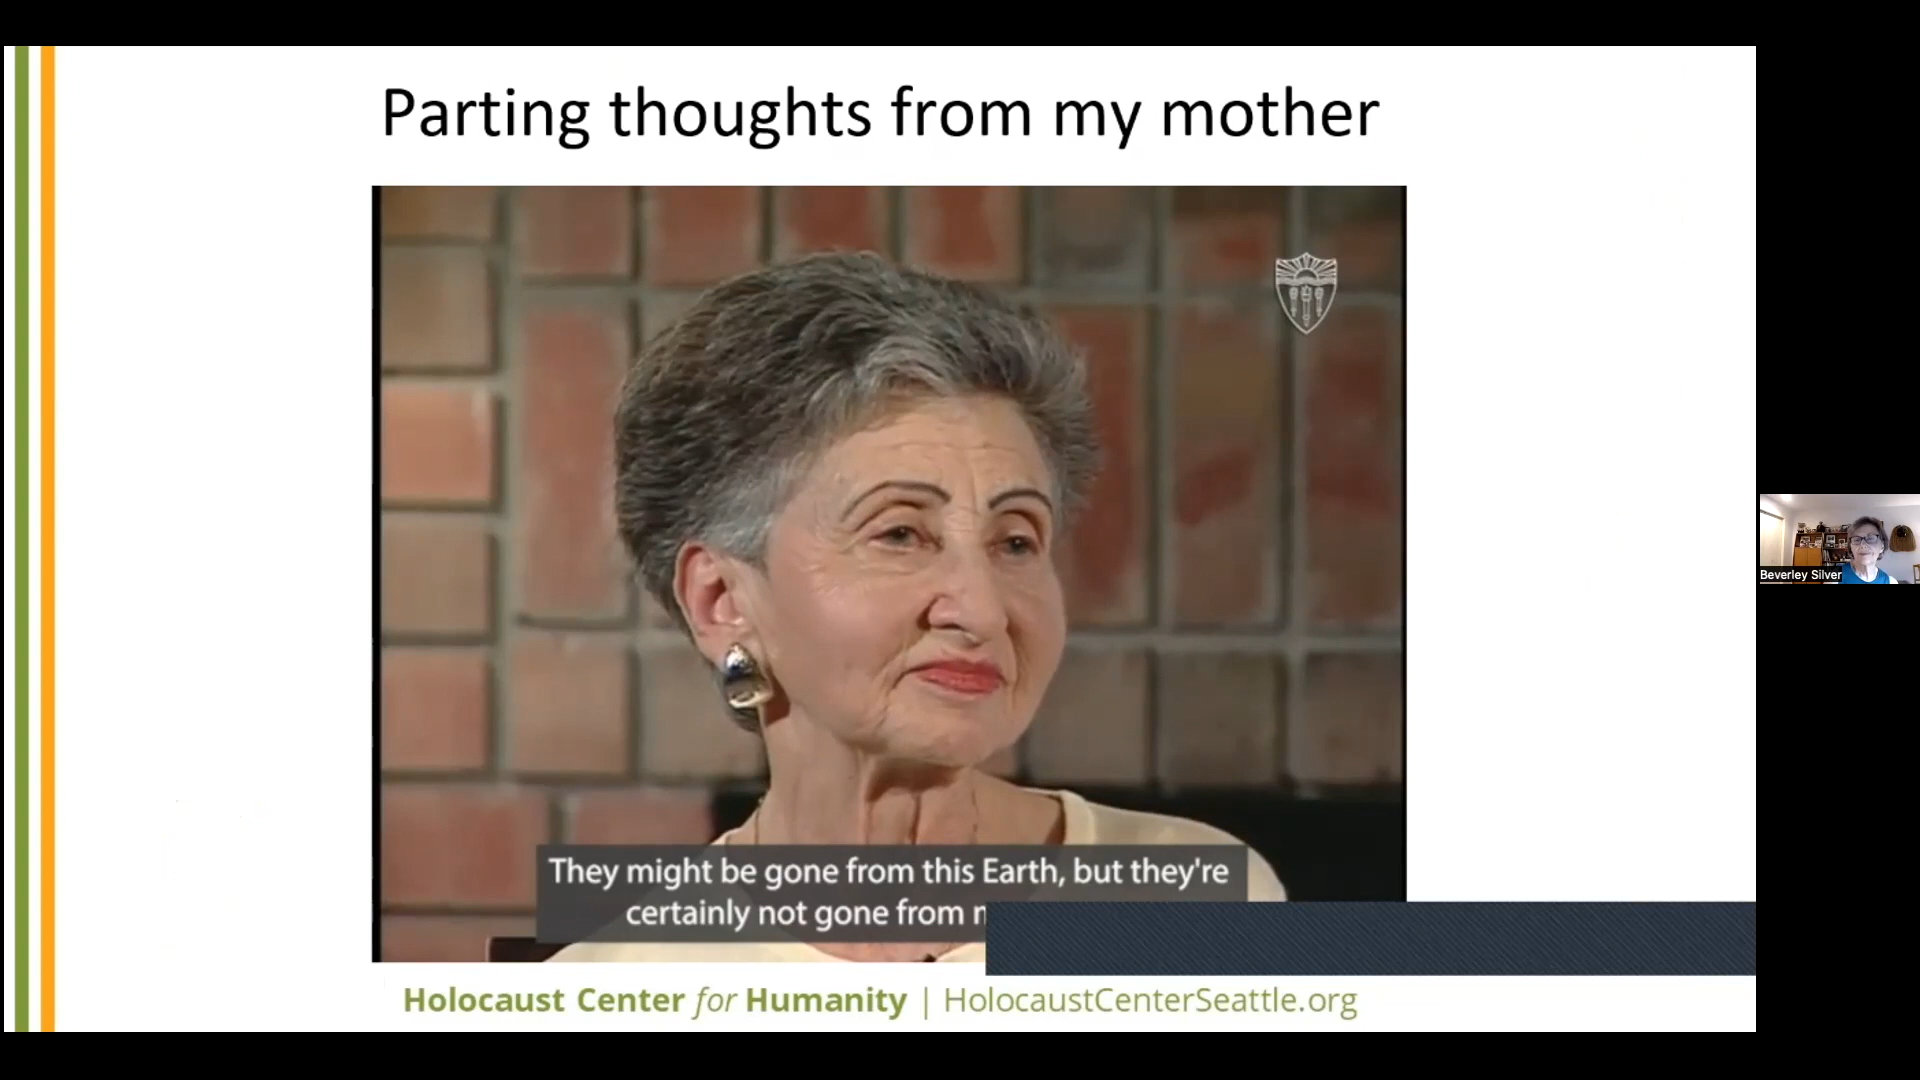 Parting thoughts from my mother
They might be gone from this Earth, but they're
certainly not gone from
Holocaust Center for Humanity | HolocaustCenterSeattle.org
Beverley Silver